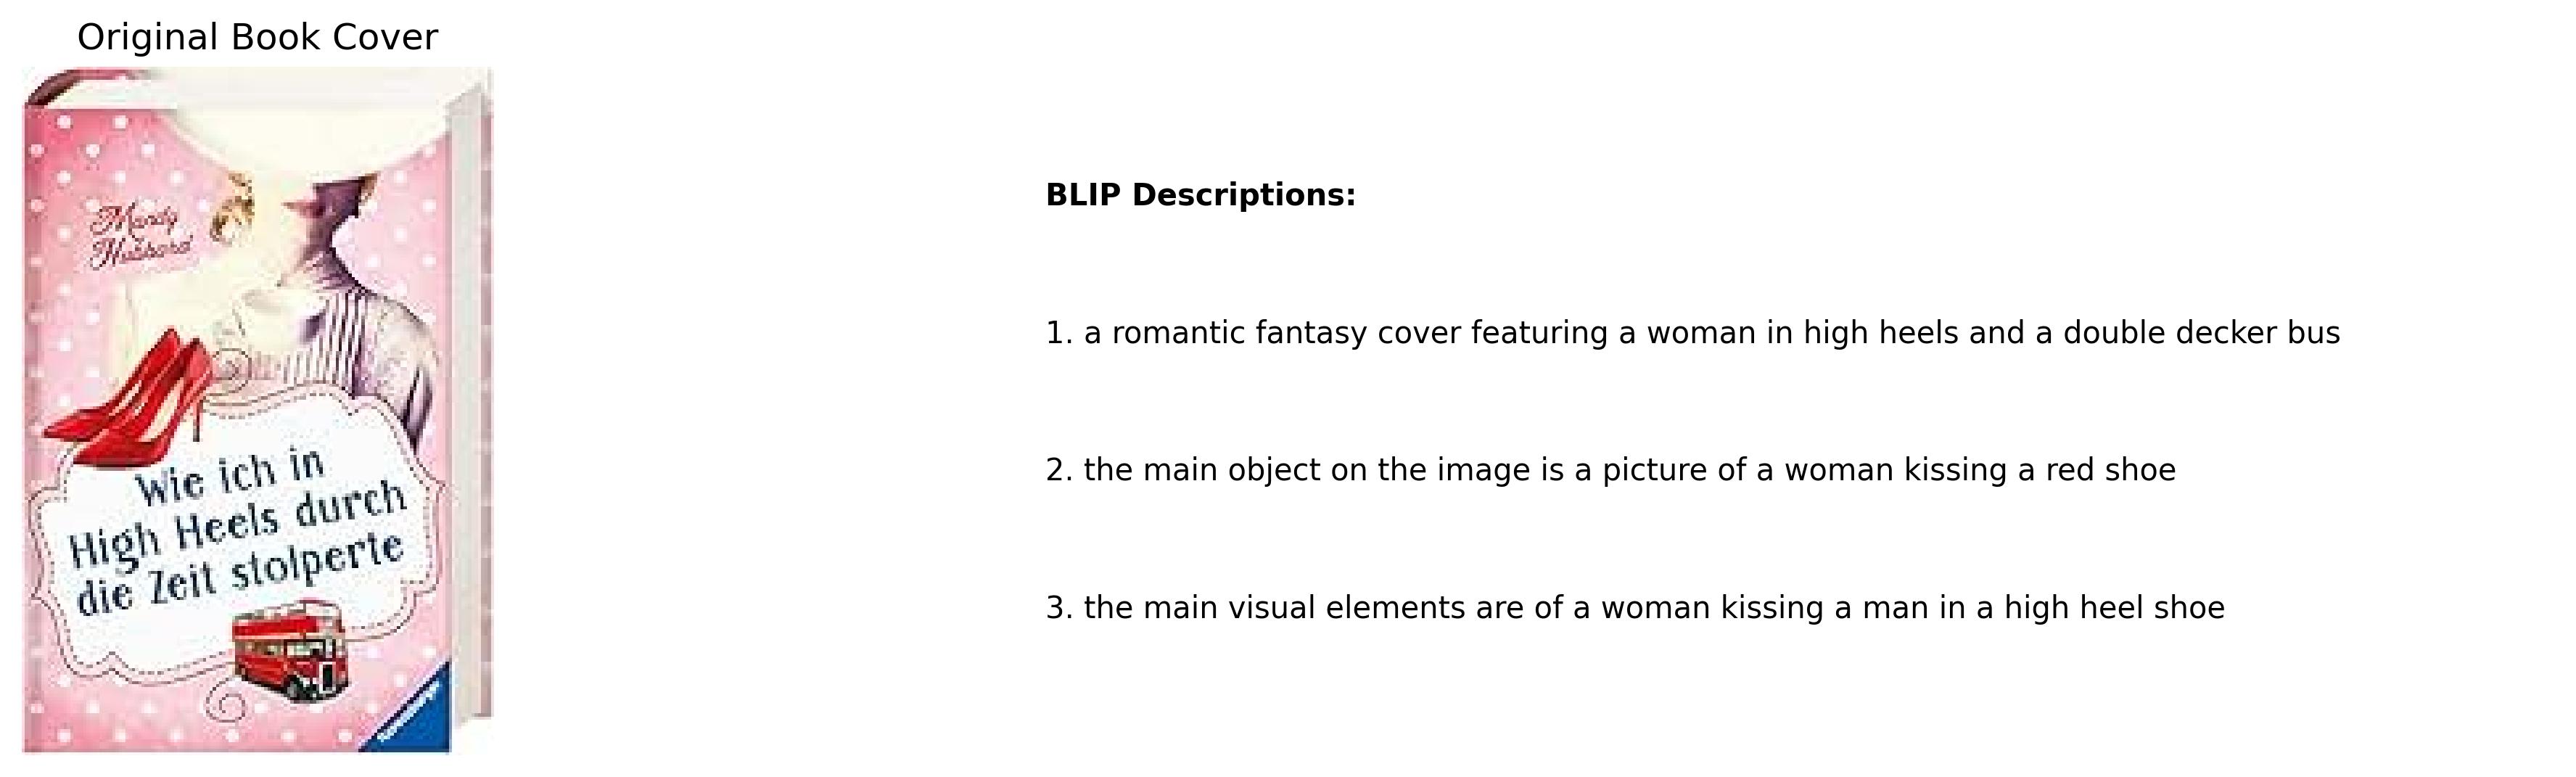 Original Book Cover
Mandy
Hubbard
Wie ich in
High Heels durch
die Zeit stolperte
Ravensburger
BLIP Descriptions:
1. a romantic fantasy cover featuring a woman in high heels and a double decker bus
2. the main object on the image is a picture of a woman kissing a red shoe
3. the main visual elements are of a woman kissing a man in a high heel shoe